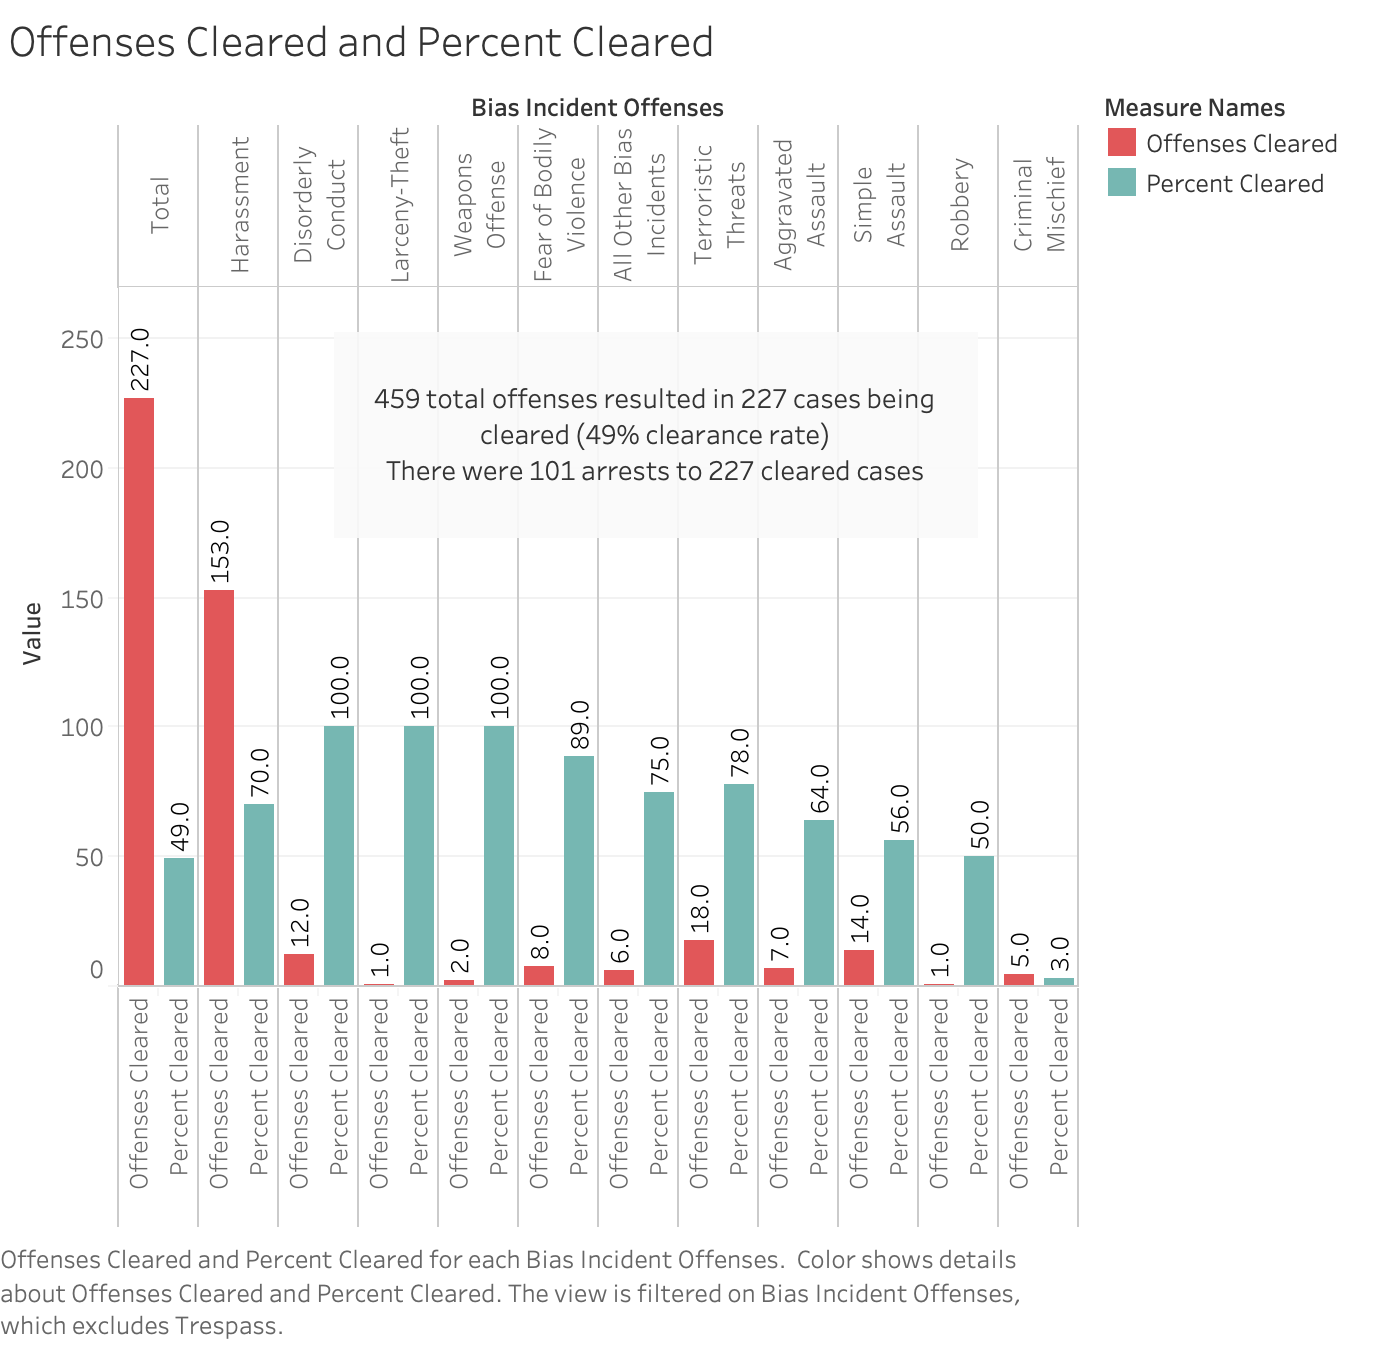 Offenses Cleared and Percent Cleared
Bias Incident Offenses
Measure Names
Offenses Cleared
Percent Cleared
Total
Harassment
Disorderly
Conduct
Larceny-Theft
Weapons
Offense
Fear of Bodily
Violence
All Other Bias
Incidents
Terroristic
Threats
Aggravated
Assault
Simple
Assault
Robbery
Criminal
Mischief
Value
250
200
150
100
50
0
459 total offenses resulted in 227 cases being
cleared (49% clearance rate)
There were 101 arrests to 227 cleared cases
227.0
49.0
153.0
70.0
12.0
100.0
1.0
100.0
2.0
100.0
8.0
89.0
6.0
75.0
18.0
78.0
7.0
64.0
14.0
56.0
1.0
50.0
5.0
3.0
Offenses Cleared
Percent Cleared
Offenses Cleared
Percent Cleared
Offenses Cleared
Percent Cleared
Offenses Cleared
Percent Cleared
Offenses Cleared
Percent Cleared
Offenses Cleared
Percent Cleared
Offenses Cleared
Percent Cleared
Offenses Cleared
Percent Cleared
Offenses Cleared
Percent Cleared
Offenses Cleared
Percent Cleared
Offenses Cleared
Percent Cleared
Offenses Cleared
Percent Cleared
Offenses Cleared and Percent Cleared for each Bias Incident Offenses.  Color shows details
about Offenses Cleared and Percent Cleared. The view is filtered on Bias Incident Offenses,
which excludes Trespass.